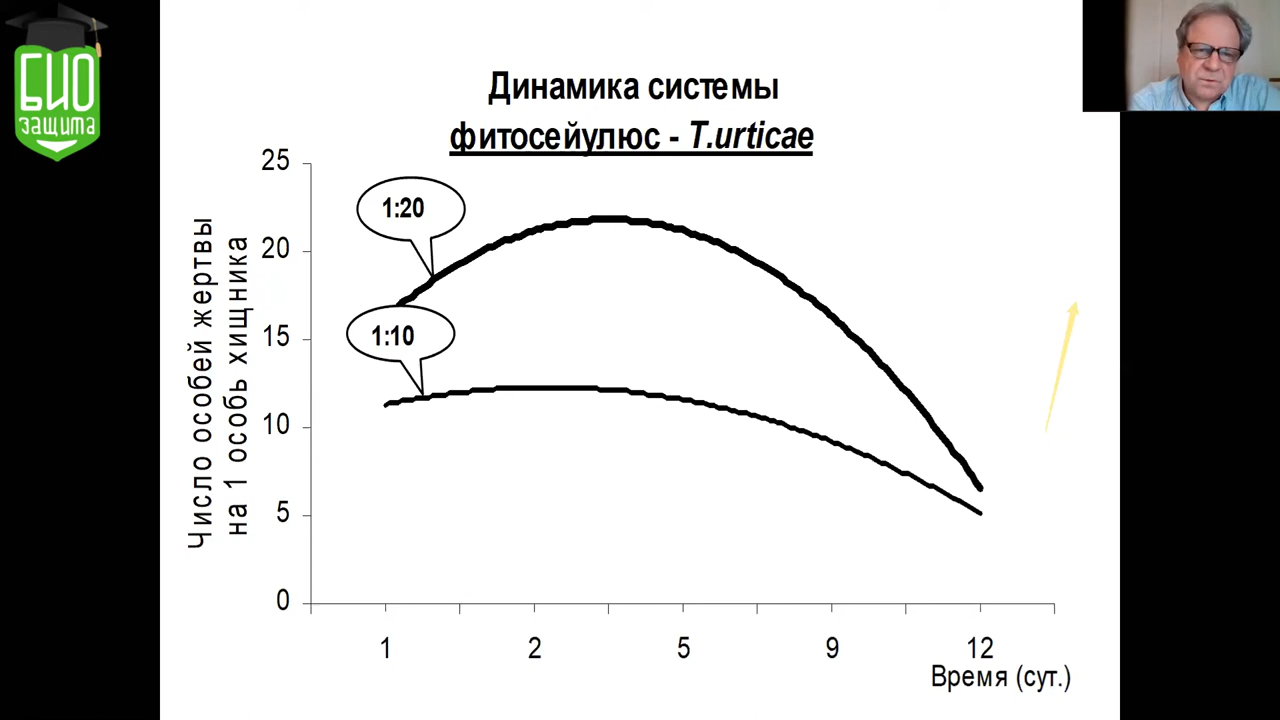 БИО
защита
Динамика системы
фитосейулюс - T.urticae
Число особей жертвы
на 1 особь хищника
25
20
15
10
5
0
1:20
1:10
1
2
5
9
12
Время (сут.)